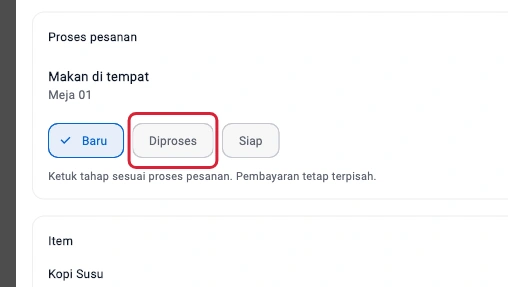 Proses pesanan
Makan di tempat
Meja 01
Baru
Diproses
Siap
Ketuk tahap sesuai proses pesanan. Pembayaran tetap terpisah.
Item
Kopi Susu